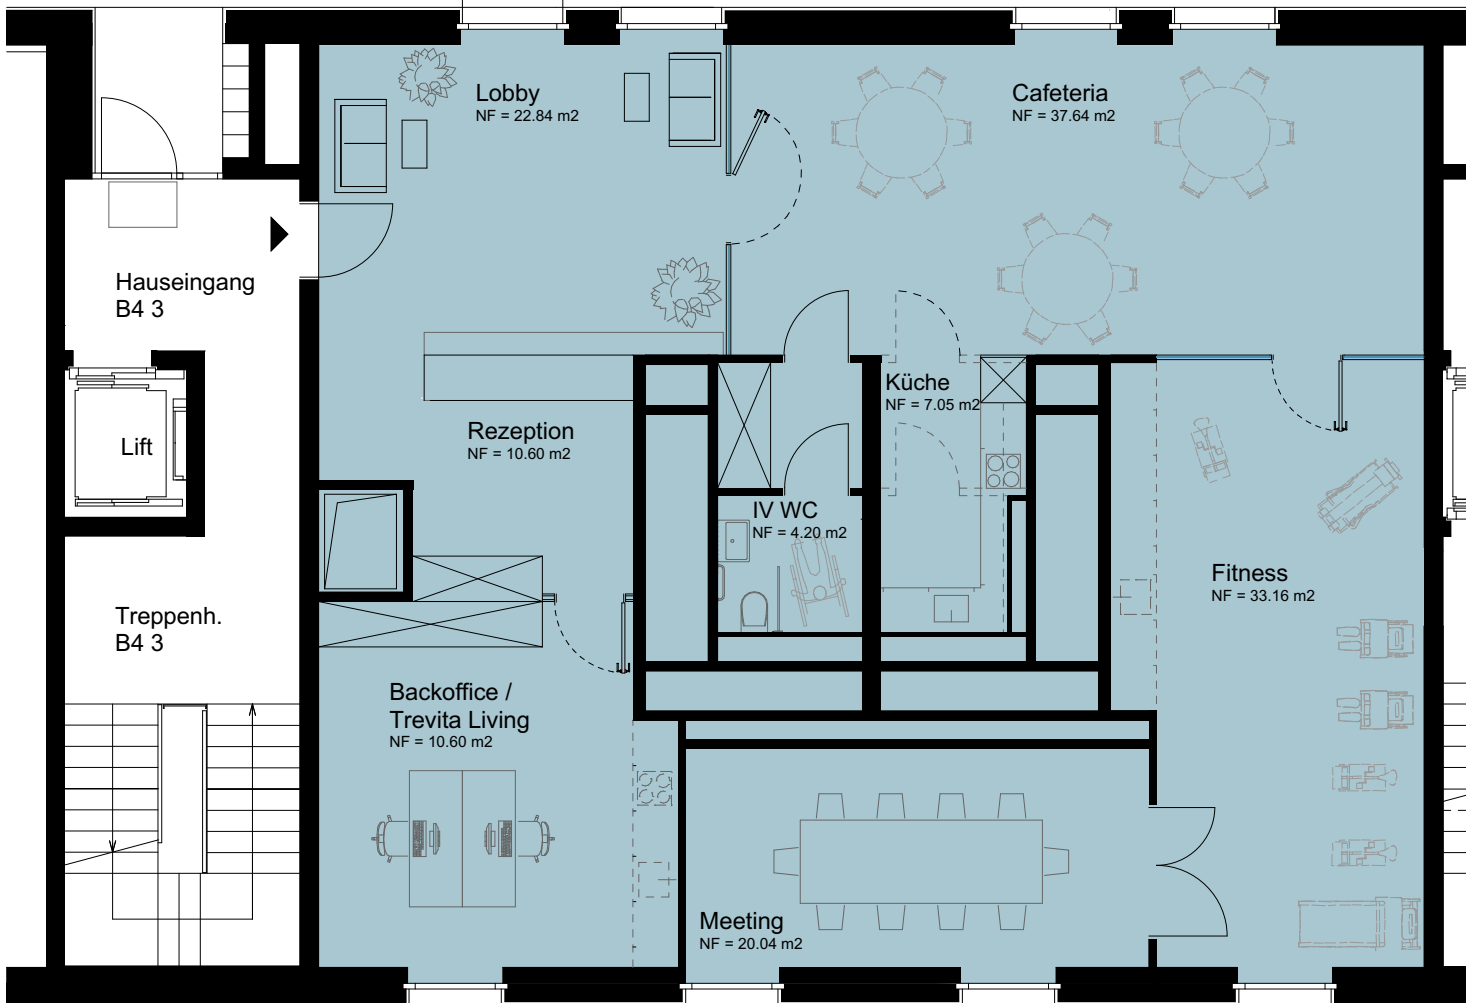 Lobby
NF = 22.84 m2
Cafeteria
NF = 37.64 m2
Hauseingang
B4 3
Küche
NF = 7.05 m2
Rezeption
NF = 10.60 m2
Lift
IV WC
NF = 4.20 m2
Fitness
NF = 33.16 m2
Treppenh.
B4 3
Backoffice /
Trevita Living
NF = 10.60 m2
Meeting
NF = 20.04 m2